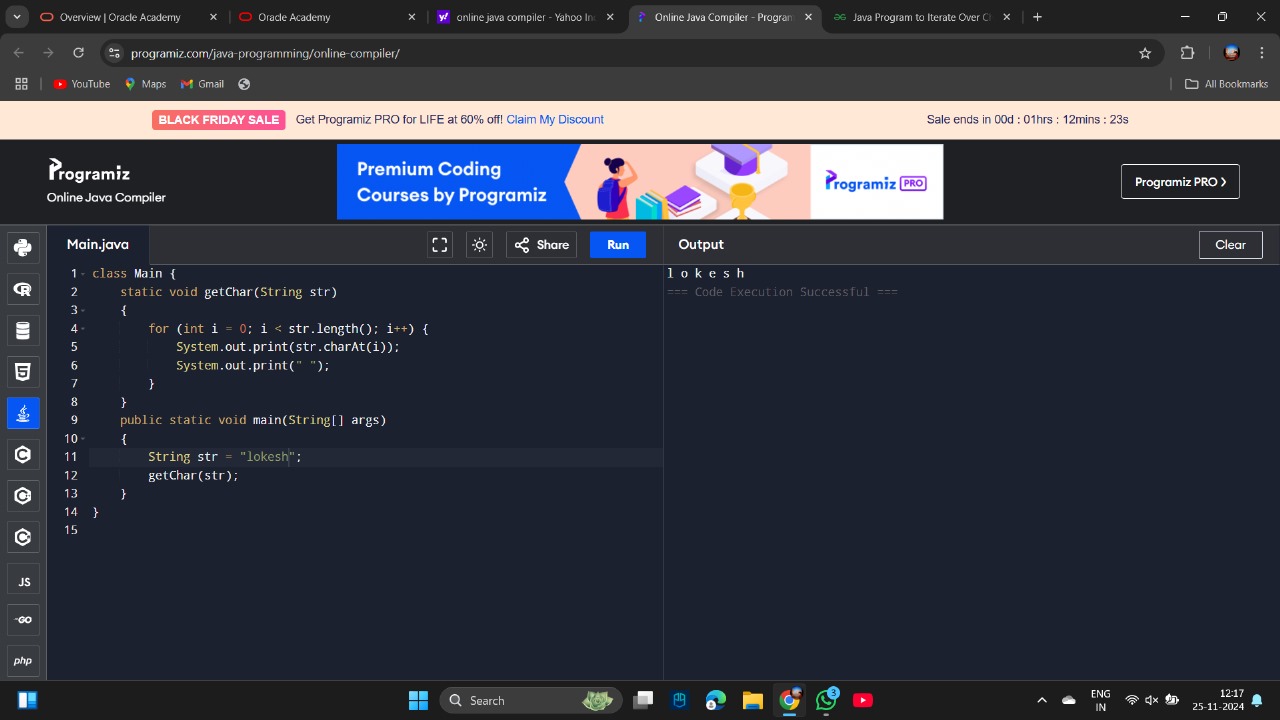 Overview | Oracle Academy
Oracle Academy
online java compiler - Yahoo In
Online Java Compiler - Program
Java Program to Iterate Over C
programiz.com/java-programming/online-compiler/
YouTube
Maps
Gmail
All Bookmarks
BLACK FRIDAY SALE Get Programiz PRO for LIFE at 60% off! Claim My Discount
Sale ends in 00d : 01hrs : 12mins : 23s
Programiz
Online Java Compiler
Premium Coding
Courses by Programiz
Programiz PRO
Programiz PRO >
Main.java
Share
Run
Output
Clear
1 class Main {
2     static void getChar(String str)
3     {
4         for (int i = 0; i < str.length(); i++) {
5             System.out.print(str.charAt(i));
6             System.out.print(" ");
7         }
8     }
9     public static void main(String[] args)
10     {
11         String str = "lokesh";
12         getChar(str);
13     }
14 }
15
l o k e s h
=== Code Execution Successful ===
JS
GO
php
Search
3
ENG
IN
12:17
25-11-2024